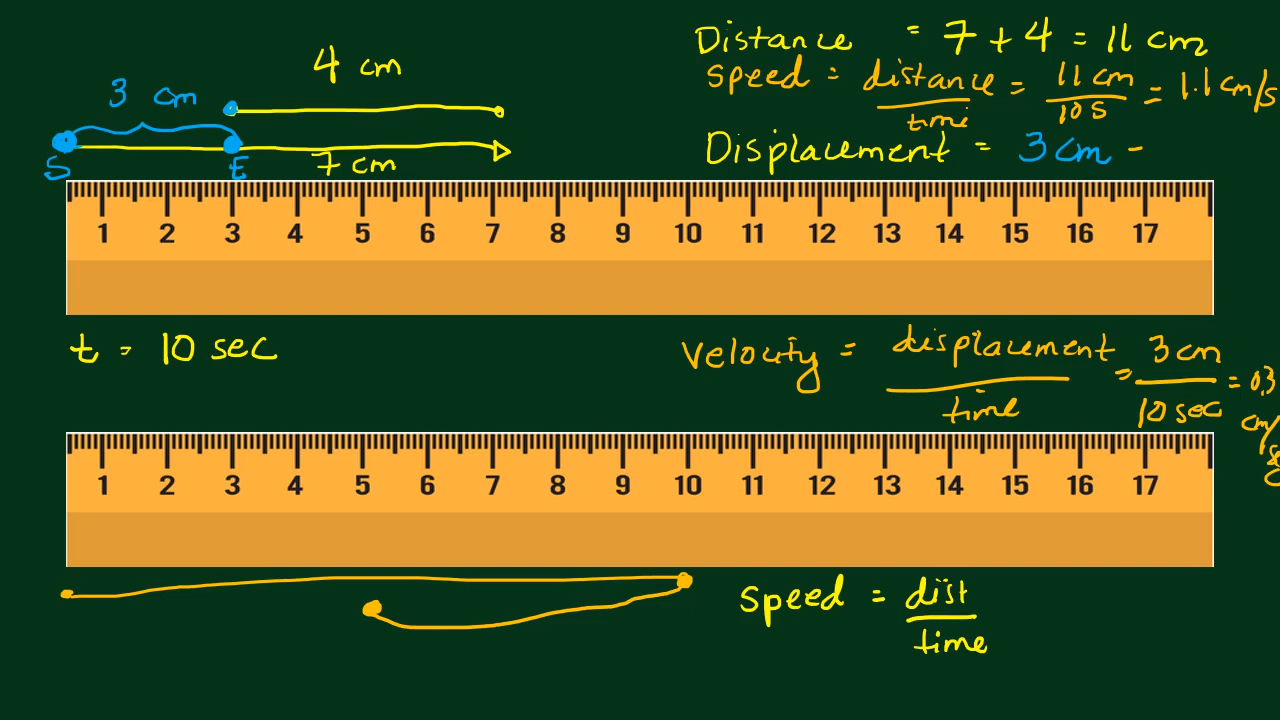 4 cm
3 cm
S
E
7 cm
Distance = 7 + 4 = 11 cm
speed = distance / time = 11 cm / 10 s = 1.1 cm/s
Displacement = 3 cm -
1 2 3 4 5 6 7 8 9 10 11 12 13 14 15 16 17
t = 10 sec
velocity = displacement / time = 3 cm / 10 sec = 0.3
cm/
1 2 3 4 5 6 7 8 9 10 11 12 13 14 15 16 17
speed = dist / time